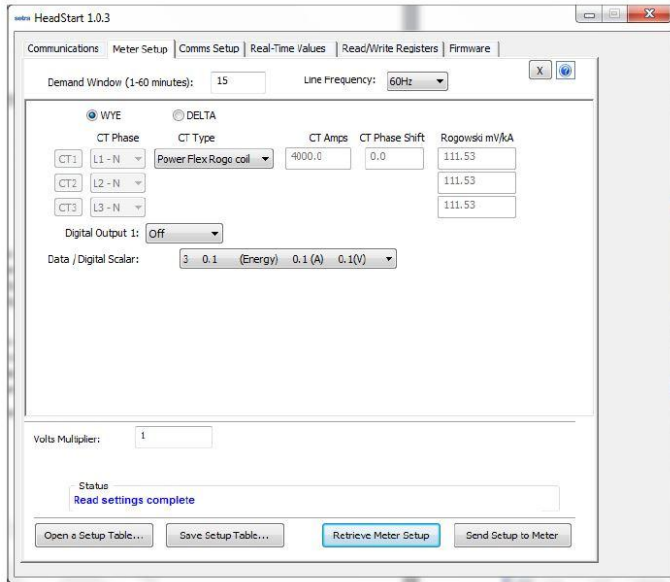 setra HeadStart 1.0.3
X
Communications Meter Setup Comms Setup Real-Time Values Read/Write Registers Firmware
X ?
Demand Window (1-60 minutes): 15 Line Frequency: 60Hz
WYE DELTA
CT Phase CT Type CT Amps CT Phase Shift Rogowski mV/kA
CT1 L1 - N Power Flex Rogo coil 4000.0 0.0 111.53
CT2 L2 - N 111.53
CT3 L3 - N 111.53
Digital Output 1: Off
Data / Digital Scalar: 3 0.1 (Energy) 0.1 (A) 0.1(V)
Volts Multiplier: 1
Status
Read settings complete
Open a Setup Table... Save Setup Table... Retrieve Meter Setup Send Setup to Meter